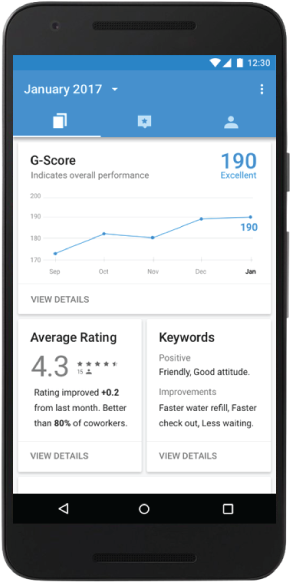 12:30
January 2017
G-Score
190
Indicates overall performance
Excellent
200
190
190
180
170
Sep Oct Nov Dec Jan
VIEW DETAILS
Average Rating
4.3
15
Rating improved +0.2
from last month. Better
than 80% of coworkers.
VIEW DETAILS
Keywords
Positive
Friendly, Good attitude.
Improvements
Faster water refill, Faster
check out, Less waiting.
VIEW DETAILS